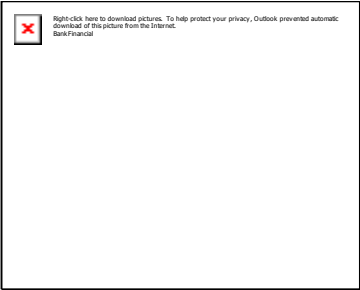 Right-click here to download pictures. To help protect your privacy, Outlook prevented automatic
download of this picture from the Internet.
BankFinancial